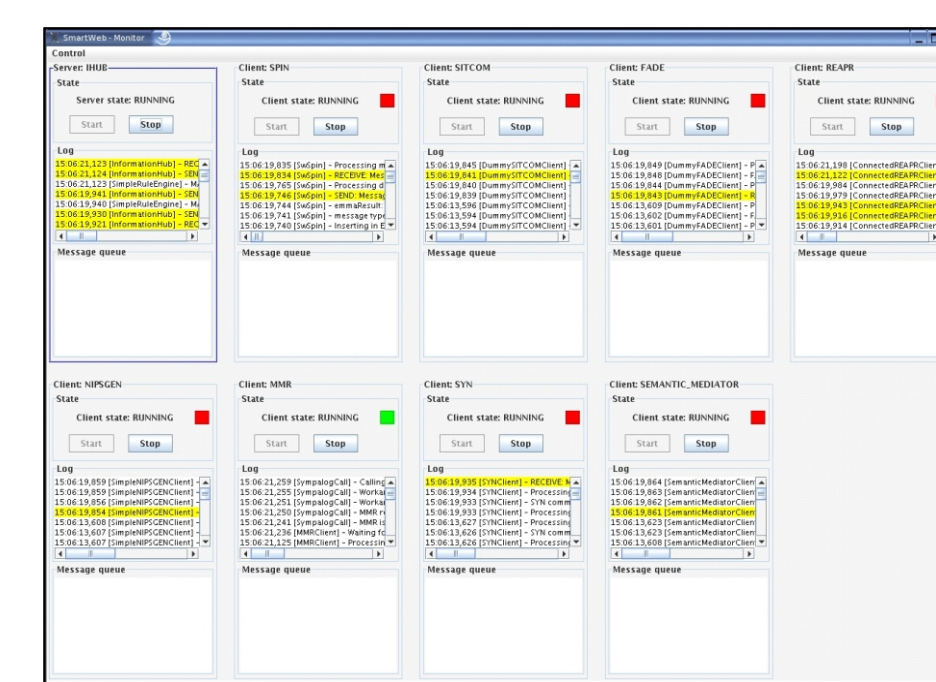 SmartWeb - Monitor
Control
Server: IHUB
State
Server state: RUNNING
Start Stop
Log
15:06:21,123 [InformationHub] - REC
15:06:21,124 [InformationHub] - SEN
15:06:21,123 [SimpleRuleEngine] - M
15:06:19,941 [InformationHub] - SEN
15:06:19,940 [SimpleRuleEngine] - M
15:06:19,930 [InformationHub] - SEN
15:06:19,921 [InformationHub] - REC
Message queue
Client: SPIN
State
Client state: RUNNING
Start Stop
Log
15:06:19,835 [SwSpin] - Processing m
15:06:19,834 [SwSpin] - RECEIVE: Mes
15:06:19,765 [SwSpin] - Processing d
15:06:19,746 [SwSpin] - SEND: Messag
15:06:19,744 [SwSpin] - emmaResult:
15:06:19,741 [SwSpin] - message type
15:06:19,740 [SwSpin] - Inserting in E
Message queue
Client: SITCOM
State
Client state: RUNNING
Start Stop
Log
15:06:19,845 [DummySITCOMClient]
15:06:19,841 [DummySITCOMClient]
15:06:19,840 [DummySITCOMClient]
15:06:19,839 [DummySITCOMClient]
15:06:13,596 [DummySITCOMClient]
15:06:13,594 [DummySITCOMClient]
15:06:13,594 [DummySITCOMClient]
Message queue
Client: FADE
State
Client state: RUNNING
Start Stop
Log
15:06:19,849 [DummyFADEClient] - P
15:06:19,848 [DummyFADEClient] - F
15:06:19,844 [DummyFADEClient] - P
15:06:19,843 [DummyFADEClient] - R
15:06:13,609 [DummyFADEClient] - P
15:06:13,602 [DummyFADEClient] - F
15:06:13,601 [DummyFADEClient] - P
Message queue
Client: REAPR
State
Client state: RUNNING
Start Stop
Log
15:06:21,198 [ConnectedREAPRClien
15:06:21,122 [ConnectedREAPRClien
15:06:19,984 [ConnectedREAPRClien
15:06:19,979 [ConnectedREAPRClien
15:06:19,943 [ConnectedREAPRClien
15:06:19,916 [ConnectedREAPRClien
15:06:19,914 [ConnectedREAPRClien
Message queue
Client: NIPSGEN
State
Client state: RUNNING
Start Stop
Log
15:06:19,859 [SimpleNIPSGENClient] -
15:06:19,859 [SimpleNIPSGENClient] -
15:06:19,856 [SimpleNIPSGENClient] -
15:06:19,854 [SimpleNIPSGENClient] -
15:06:13,608 [SimpleNIPSGENClient] -
15:06:13,607 [SimpleNIPSGENClient] -
15:06:13,607 [SimpleNIPSGENClient] -
Message queue
Client: MMR
State
Client state: RUNNING
Start Stop
Log
15:06:21,259 [SympalogCall] - Calling
15:06:21,255 [SympalogCall] - Workar
15:06:21,251 [SympalogCall] - Workar
15:06:21,250 [SympalogCall] - MMR r
15:06:21,241 [SympalogCall] - MMR is
15:06:21,236 [MMRClient] - Waiting fo
15:06:21,125 [MMRClient] - Processin
Message queue
Client: SYN
State
Client state: RUNNING
Start Stop
Log
15:06:19,935 [SYNClient] - RECEIVE: M
15:06:19,934 [SYNClient] - Processing
15:06:19,933 [SYNClient] - SYN comm
15:06:19,933 [SYNClient] - Processing
15:06:13,627 [SYNClient] - Processing
15:06:13,626 [SYNClient] - SYN comm
15:06:13,626 [SYNClient] - Processing
Message queue
Client: SEMANTIC_MEDIATOR
State
Client state: RUNNING
Start Stop
Log
15:06:19,864 [SemanticMediatorClien
15:06:19,863 [SemanticMediatorClien
15:06:19,862 [SemanticMediatorClien
15:06:19,861 [SemanticMediatorClien
15:06:13,623 [SemanticMediatorClien
15:06:13,623 [SemanticMediatorClien
15:06:13,608 [SemanticMediatorClien
Message queue